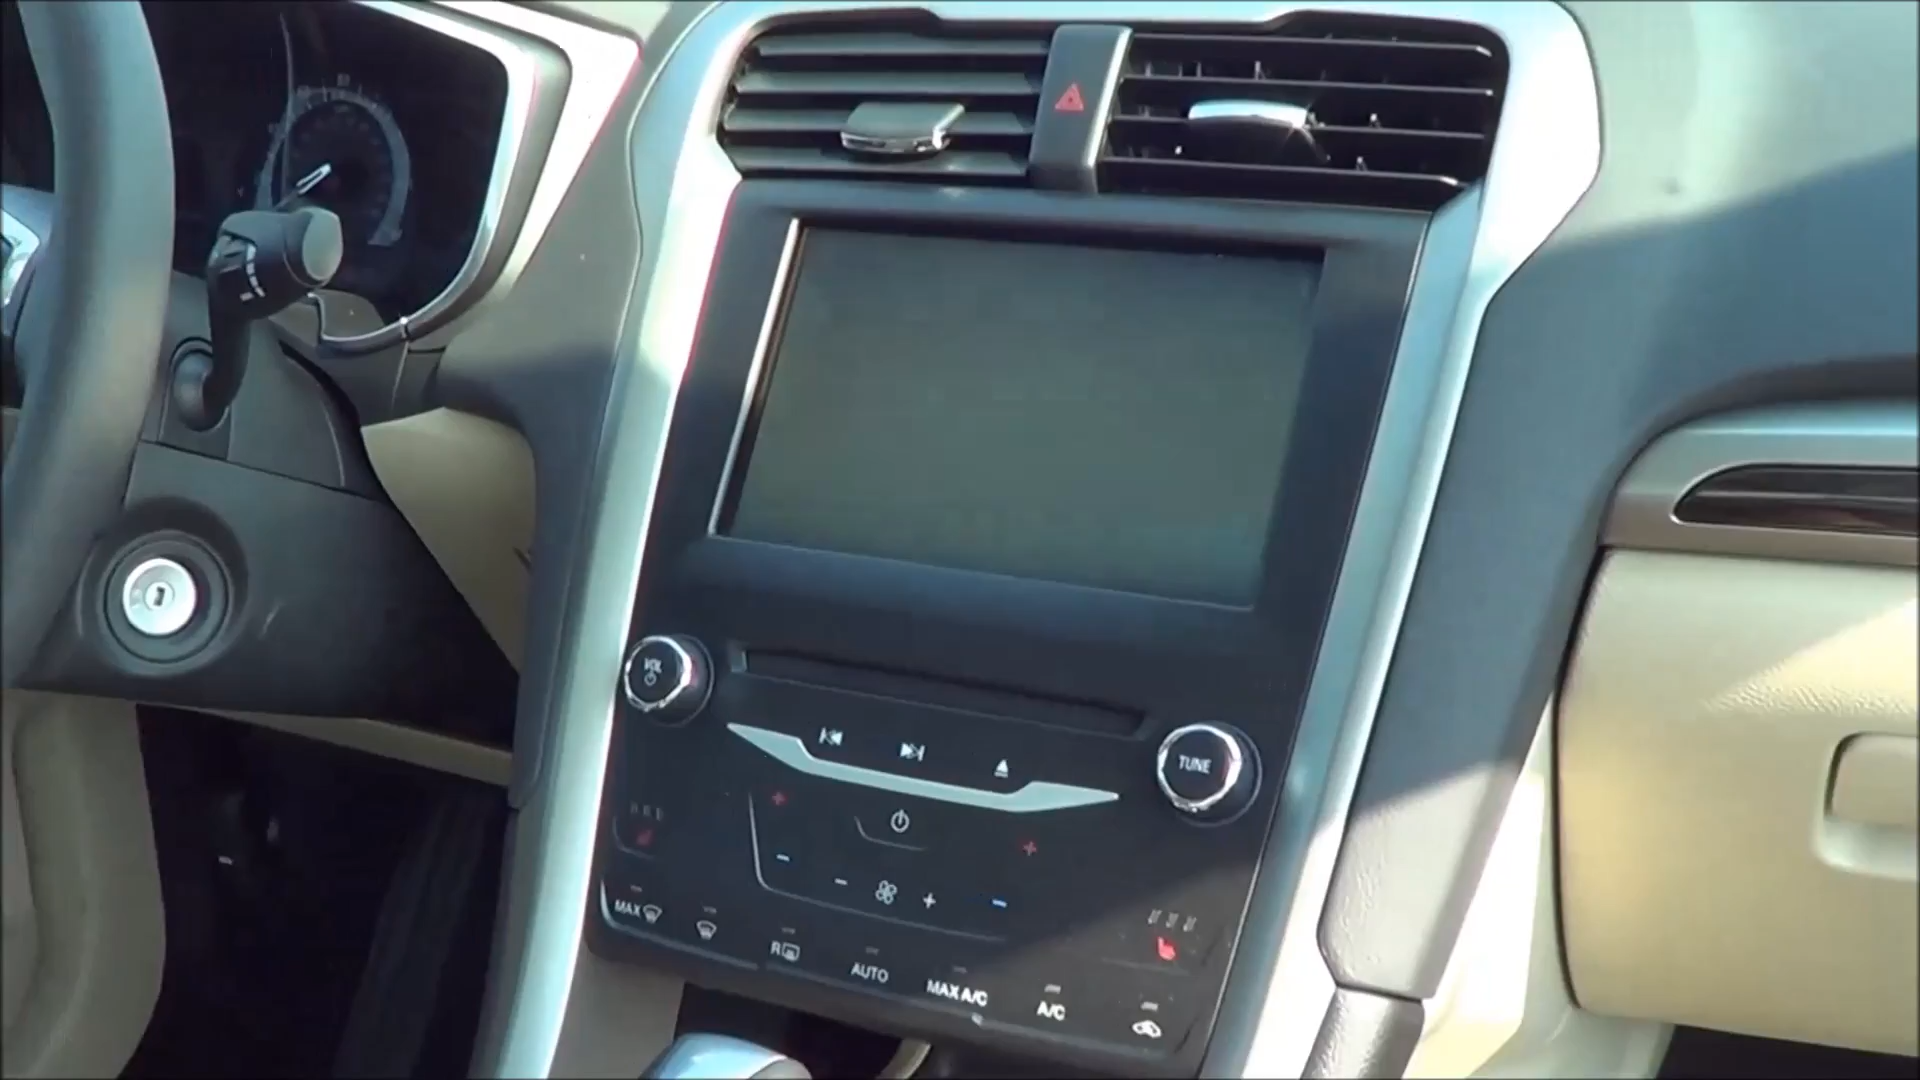 VOL
TUNE
MAX
R
AUTO
MAX A/C
A/C